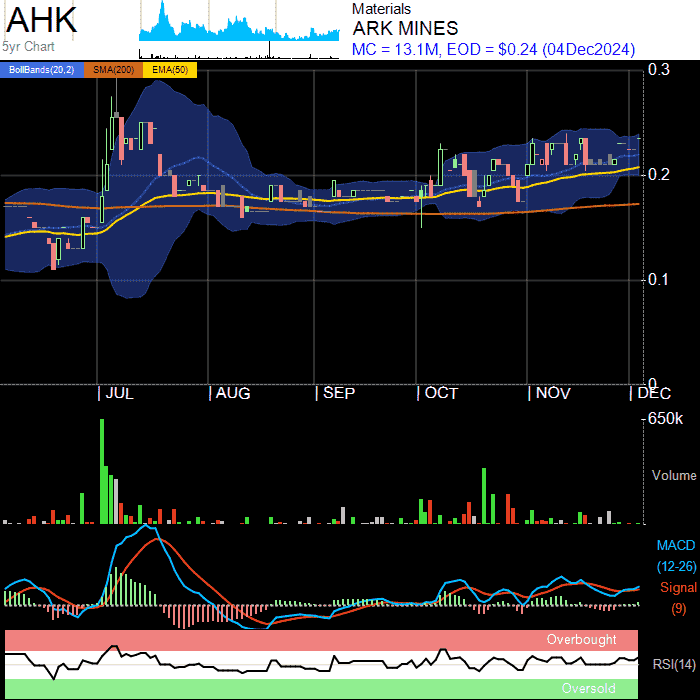 AHK
5yr Chart
Materials
ARK MINES
MC = 13.1M, EOD = $0.24 (04Dec2024)
BollBands(20,2) SMA(200) EMA(50)
0.3
0.2
0.1
0
JUL AUG SEP OCT NOV DEC
650k
Volume
MACD
(12-26)
Signal
(9)
Overbought
RSI(14)
Oversold